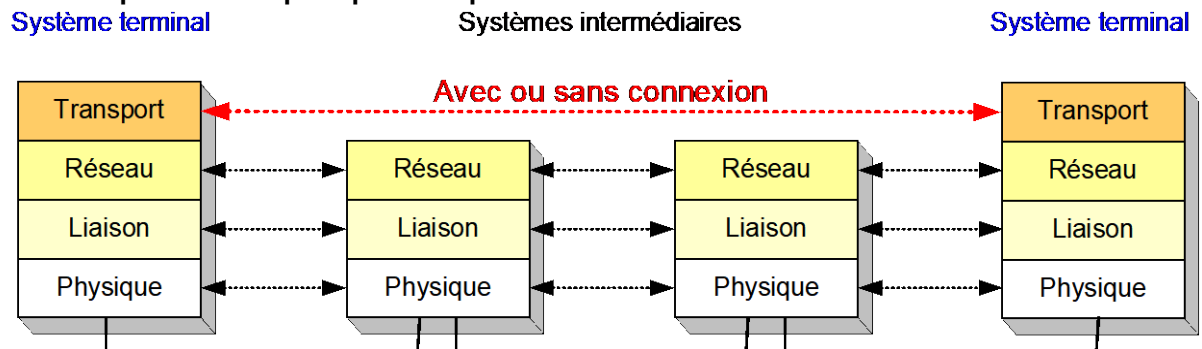 Système terminal Systèmes intermédiaires Système terminal
Avec ou sans connexion
Transport Transport
Réseau Réseau Réseau Réseau
Liaison Liaison Liaison Liaison
Physique Physique Physique Physique